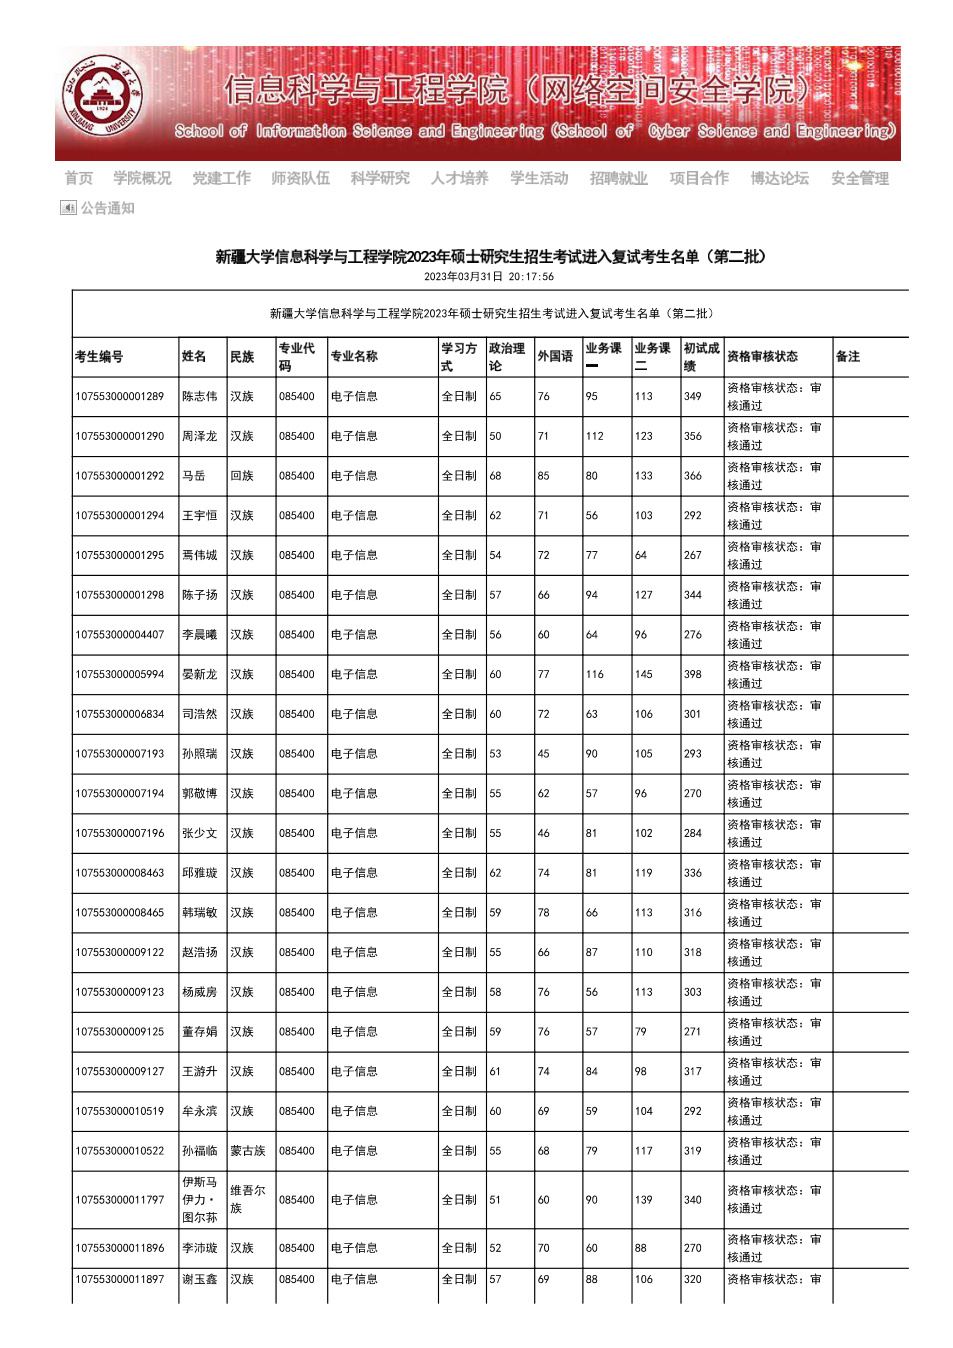 信息科学与工程学院（网络空间安全学院）
School of Information Science and Engineering (School of Cyber Science and Engineering)
XINJIANG UNIVERSITY
1924
首页 学院概况 党建工作 师资队伍 科学研究 人才培养 学生活动 招聘就业 项目合作 博达论坛 安全管理
公告通知
新疆大学信息科学与工程学院2023年硕士研究生招生考试进入复试考生名单（第二批）
2023年03月31日 20:17:56
新疆大学信息科学与工程学院2023年硕士研究生招生考试进入复试考生名单（第二批）
考生编号 姓名 民族 专业代码 专业名称 学习方式 政治理论 外国语 业务课一 业务课二 初试成绩 资格审核状态 备注
107553000001289 陈志伟 汉族 085400 电子信息 全日制 65 76 95 113 349 资格审核状态：审核通过
107553000001290 周泽龙 汉族 085400 电子信息 全日制 50 71 112 123 356 资格审核状态：审核通过
107553000001292 马岳 回族 085400 电子信息 全日制 68 85 80 133 366 资格审核状态：审核通过
107553000001294 王宇恒 汉族 085400 电子信息 全日制 62 71 56 103 292 资格审核状态：审核通过
107553000001295 焉伟城 汉族 085400 电子信息 全日制 54 72 77 64 267 资格审核状态：审核通过
107553000001298 陈子扬 汉族 085400 电子信息 全日制 57 66 94 127 344 资格审核状态：审核通过
107553000004407 李晨曦 汉族 085400 电子信息 全日制 56 60 64 96 276 资格审核状态：审核通过
107553000005994 晏新龙 汉族 085400 电子信息 全日制 60 77 116 145 398 资格审核状态：审核通过
107553000006834 司浩然 汉族 085400 电子信息 全日制 60 72 63 106 301 资格审核状态：审核通过
107553000007193 孙照瑞 汉族 085400 电子信息 全日制 53 45 90 105 293 资格审核状态：审核通过
107553000007194 郭敬博 汉族 085400 电子信息 全日制 55 62 57 96 270 资格审核状态：审核通过
107553000007196 张少文 汉族 085400 电子信息 全日制 55 46 81 102 284 资格审核状态：审核通过
107553000008463 邱雅璇 汉族 085400 电子信息 全日制 62 74 81 119 336 资格审核状态：审核通过
107553000008465 韩瑞敏 汉族 085400 电子信息 全日制 59 78 66 113 316 资格审核状态：审核通过
107553000009122 赵浩扬 汉族 085400 电子信息 全日制 55 66 87 110 318 资格审核状态：审核通过
107553000009123 杨威房 汉族 085400 电子信息 全日制 58 76 56 113 303 资格审核状态：审核通过
107553000009125 董存娟 汉族 085400 电子信息 全日制 59 76 57 79 271 资格审核状态：审核通过
107553000009127 王游升 汉族 085400 电子信息 全日制 61 74 84 98 317 资格审核状态：审核通过
107553000010519 牟永滨 汉族 085400 电子信息 全日制 60 69 59 104 292 资格审核状态：审核通过
107553000010522 孙福临 蒙古族 085400 电子信息 全日制 55 68 79 117 319 资格审核状态：审核通过
107553000011797 伊斯马伊力·图尔荪 维吾尔族 085400 电子信息 全日制 51 60 90 139 340 资格审核状态：审核通过
107553000011896 李沛璇 汉族 085400 电子信息 全日制 52 70 60 88 270 资格审核状态：审核通过
107553000011897 谢玉鑫 汉族 085400 电子信息 全日制 57 69 88 106 320 资格审核状态：审